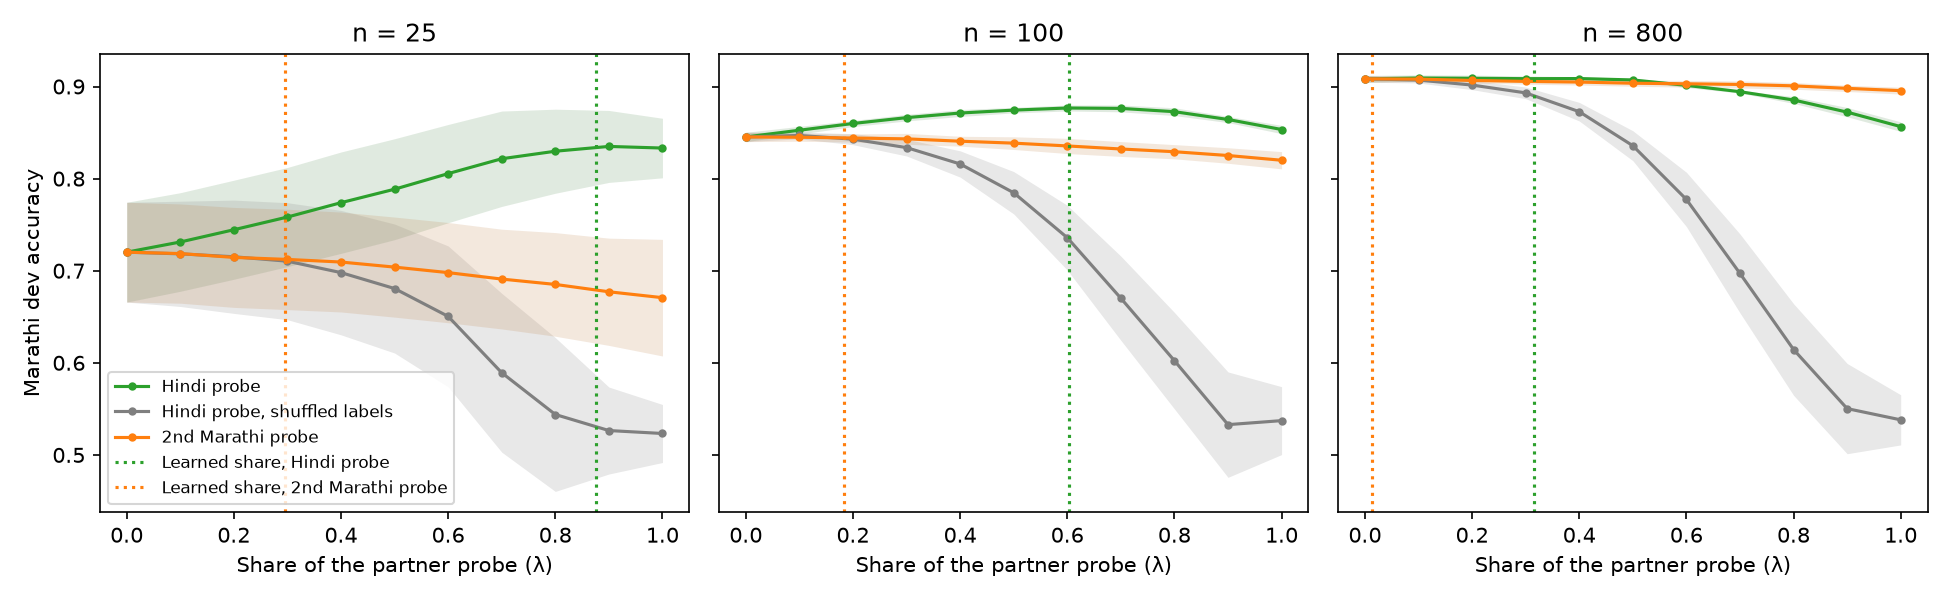 n = 25
n = 100
n = 800
Marathi dev accuracy
0.9
0.8
0.7
0.6
0.5
Hindi probe
Hindi probe, shuffled labels
2nd Marathi probe
Learned share, Hindi probe
Learned share, 2nd Marathi probe
0.0 0.2 0.4 0.6 0.8 1.0
0.0 0.2 0.4 0.6 0.8 1.0
0.0 0.2 0.4 0.6 0.8 1.0
Share of the partner probe (λ)
Share of the partner probe (λ)
Share of the partner probe (λ)